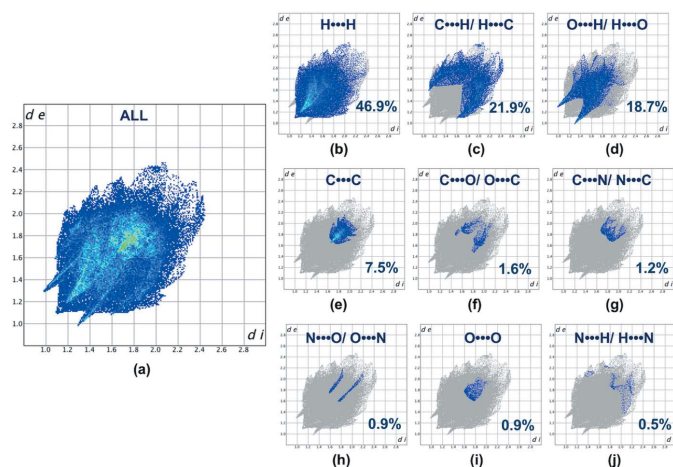 ALL
d e
2.8
2.6
2.4
2.2
2.0
1.8
1.6
1.4
1.2
1.0
1.0 1.2 1.4 1.6 1.8 2.0 2.2 2.4 2.6 2.8
d i
(a)
H•••H
46.9%
(b)
C•••H/ H•••C
21.9%
(c)
O•••H/ H•••O
18.7%
(d)
C•••C
7.5%
(e)
C•••O/ O•••C
1.6%
(f)
C•••N/ N•••C
1.2%
(g)
N•••O/ O•••N
0.9%
(h)
O•••O
0.9%
(i)
N•••H/ H•••N
0.5%
(j)